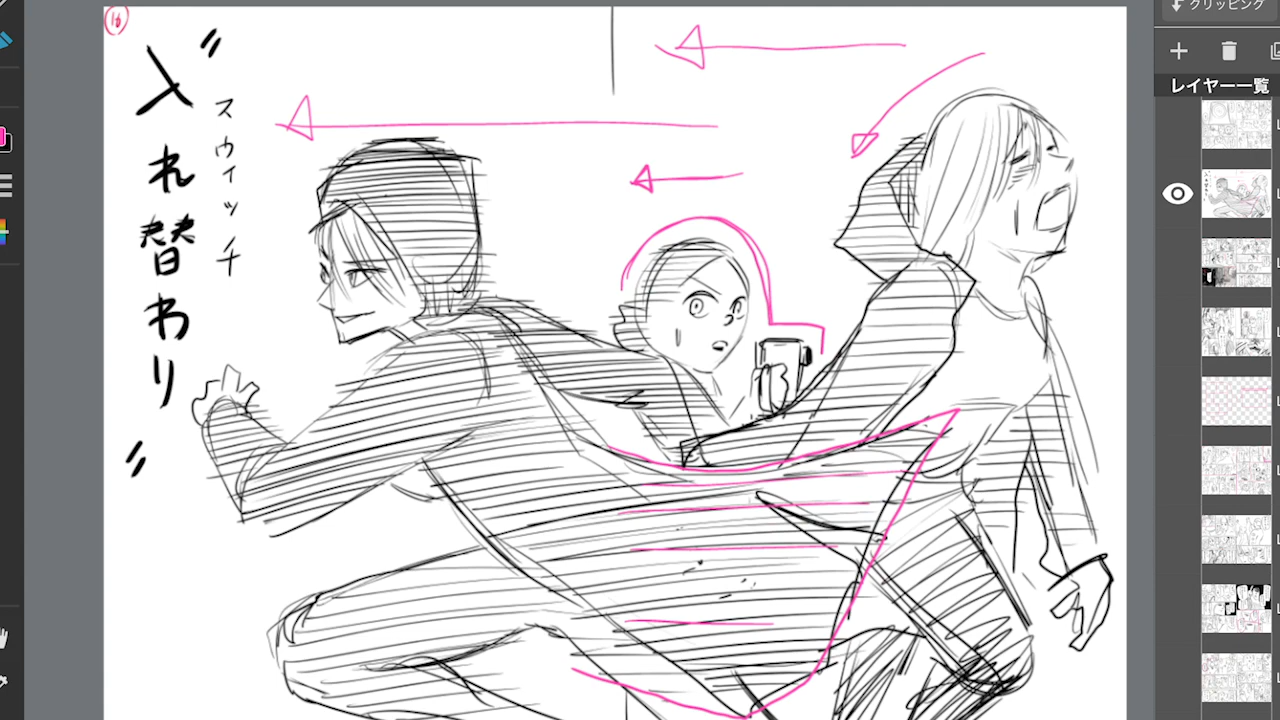 クリッピング
レイヤー一覧
16
〝入れ替わり〟
スウィッチ